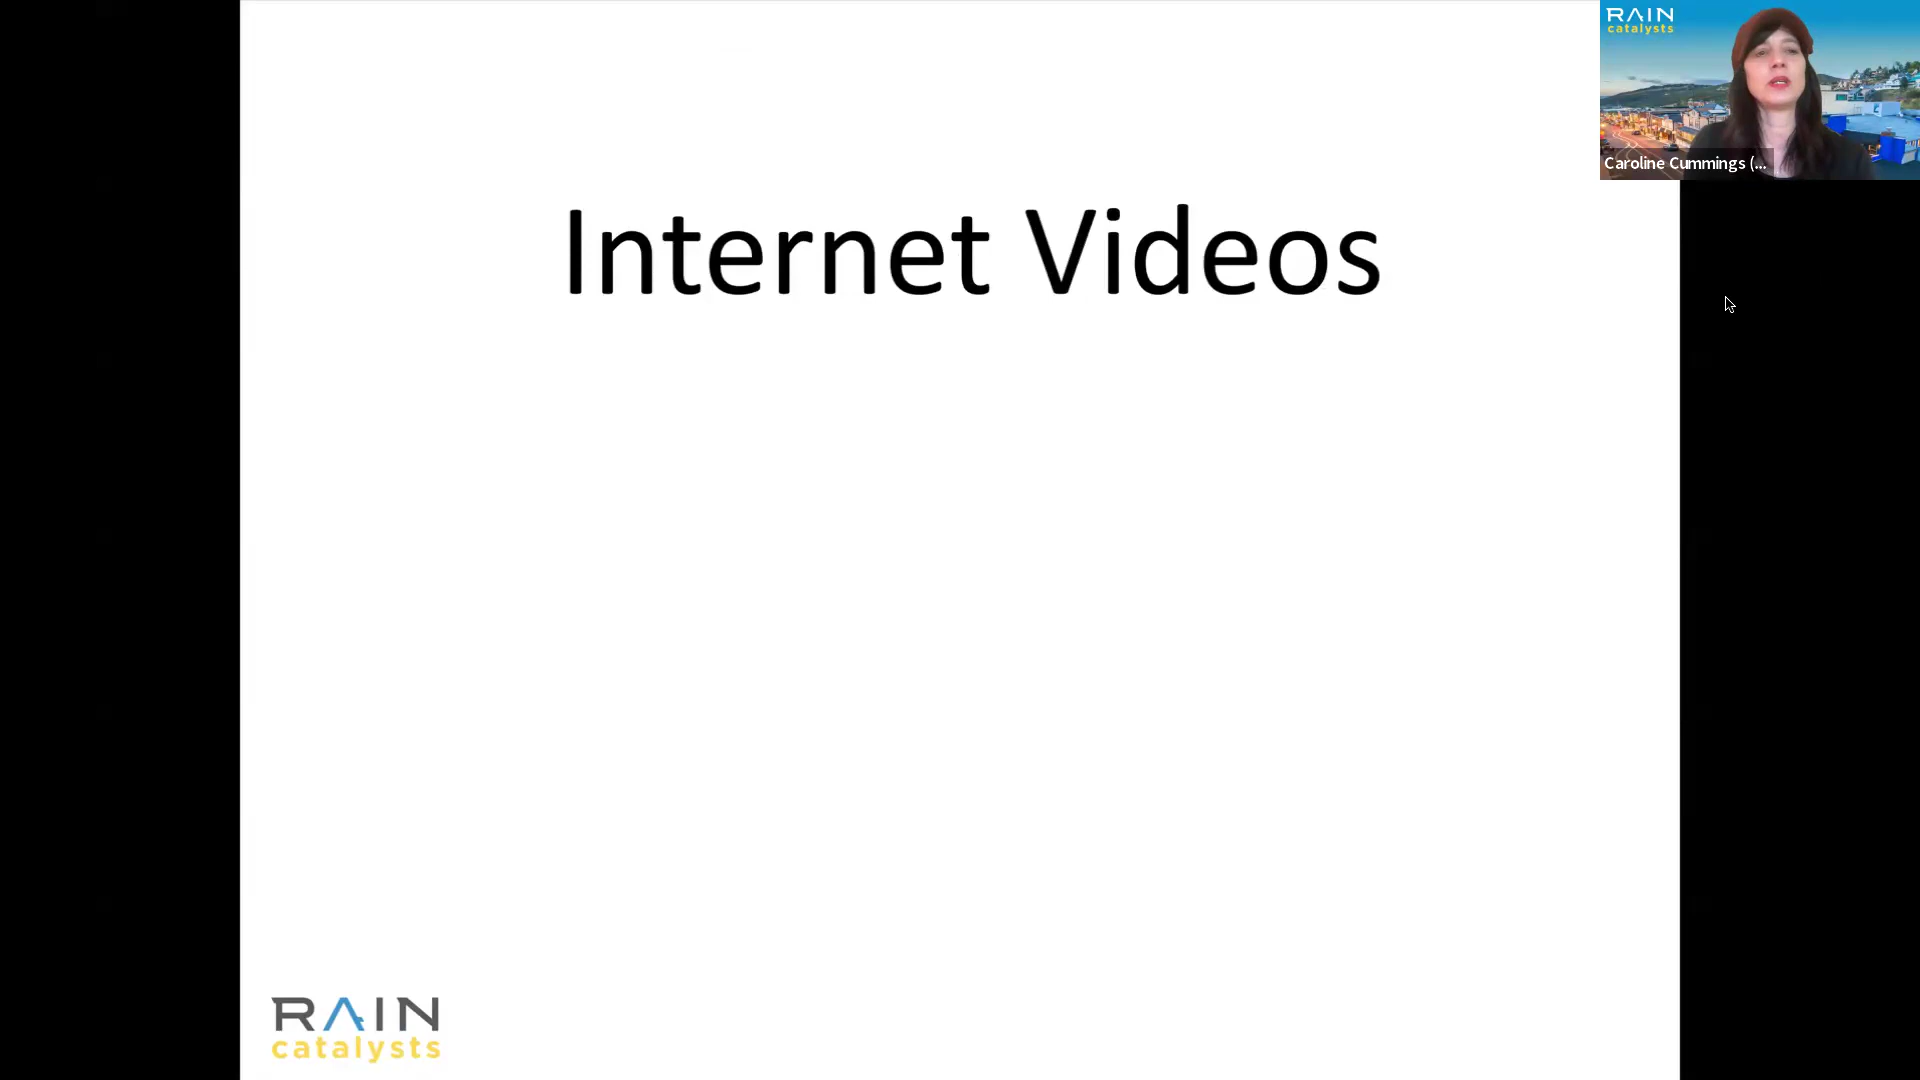 RAIN
catalysts
Caroline Cummings (...
Internet Videos
RAIN
catalysts